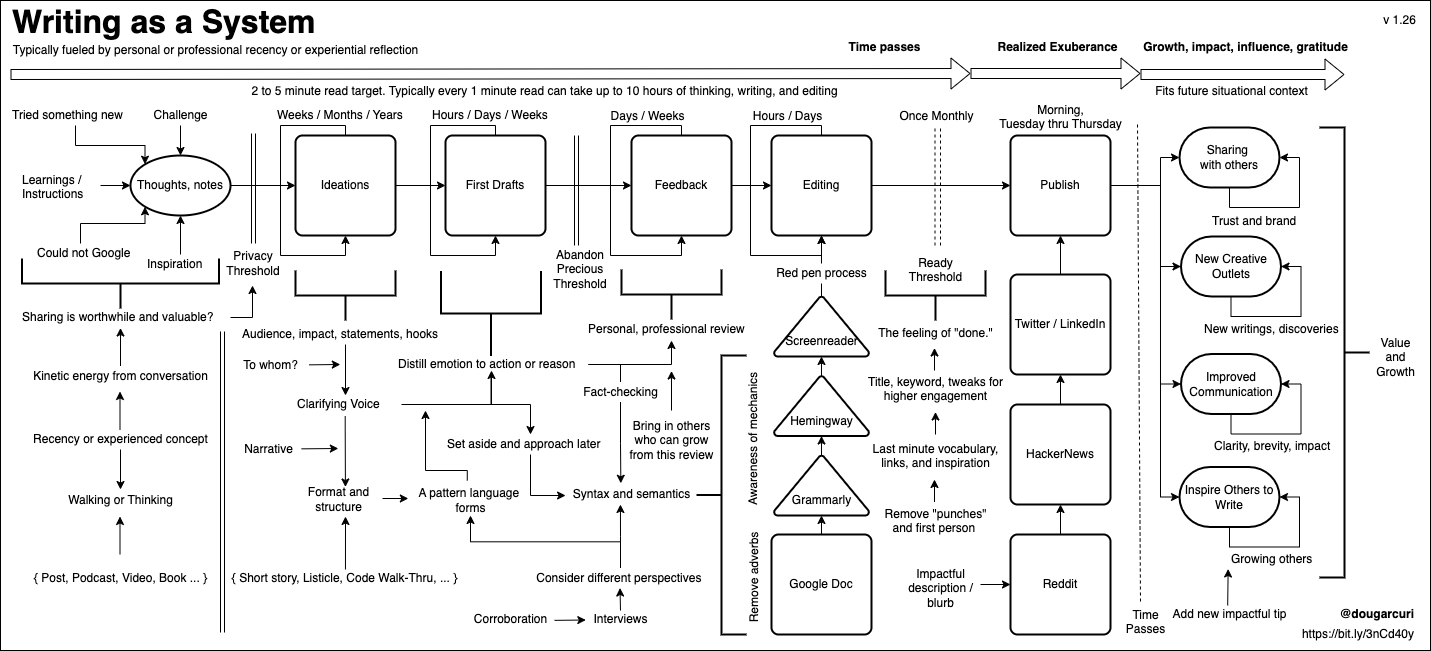 Writing as a System
v 1.26
Typically fueled by personal or professional recency or experiential reflection
Time passes
Realized Exuberance
Growth, impact, influence, gratitude
2 to 5 minute read target. Typically every 1 minute read can take up to 10 hours of thinking, writing, and editing
Fits future situational context
Tried something new
Challenge
Learnings /
Instructions
Thoughts, notes
Could not Google
Inspiration
Privacy
Threshold
Sharing is worthwhile and valuable?
Kinetic energy from conversation
Recency or experienced concept
Walking or Thinking
{ Post, Podcast, Video, Book ... }
Weeks / Months / Years
Ideations
Audience, impact, statements, hooks
To whom?
Clarifying Voice
Narrative
Format and
structure
{ Short story, Listicle, Code Walk-Thru, ... }
Hours / Days / Weeks
First Drafts
Distill emotion to action or reason
Set aside and approach later
A pattern language
forms
Abandon
Precious
Threshold
Days / Weeks
Feedback
Personal, professional review
Fact-checking
Bring in others
who can grow
from this review
Syntax and semantics
Consider different perspectives
Corroboration
Interviews
Awareness of mechanics
Remove adverbs
Hours / Days
Editing
Red pen process
Screenreader
Hemingway
Grammarly
Google Doc
Once Monthly
Ready
Threshold
The feeling of "done."
Title, keyword, tweaks for
higher engagement
Last minute vocabulary,
links, and inspiration
Remove "punches"
and first person
Impactful
description /
blurb
Morning,
Tuesday thru Thursday
Publish
Twitter / LinkedIn
HackerNews
Reddit
Time
Passes
Sharing
with others
Trust and brand
New Creative
Outlets
New writings, discoveries
Improved
Communication
Clarity, brevity, impact
Inspire Others to
Write
Growing others
Add new impactful tip
Value
and
Growth
@dougarcuri
https://bit.ly/3nCd40y